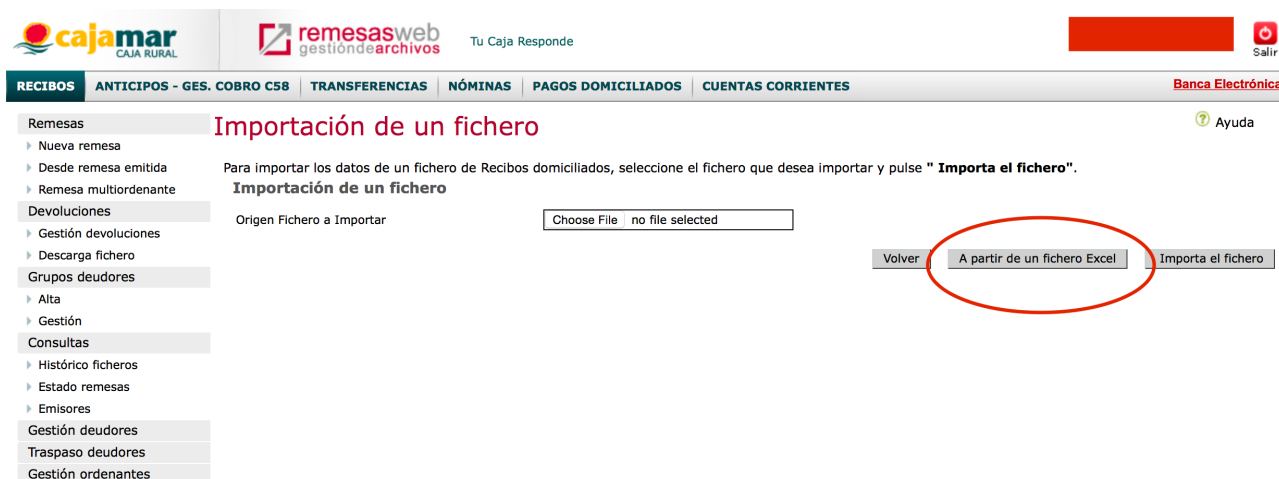 cajamar
CAJA RURAL
remesasweb
gestióndearchivos
Tu Caja Responde
Salir
RECIBOS
ANTICIPOS - GES. COBRO C58
TRANSFERENCIAS
NÓMINAS
PAGOS DOMICILIADOS
CUENTAS CORRIENTES
Banca Electrónica
Remesas
Nueva remesa
Desde remesa emitida
Remesa multiordenante
Devoluciones
Gestión devoluciones
Descarga fichero
Grupos deudores
Alta
Gestión
Consultas
Histórico ficheros
Estado remesas
Emisores
Gestión deudores
Traspaso deudores
Gestión ordenantes
Importación de un fichero
? Ayuda
Para importar los datos de un fichero de Recibos domiciliados, seleccione el fichero que desea importar y pulse " Importa el fichero".
Importación de un fichero
Origen Fichero a Importar
Choose File no file selected
Volver
A partir de un fichero Excel
Importa el fichero